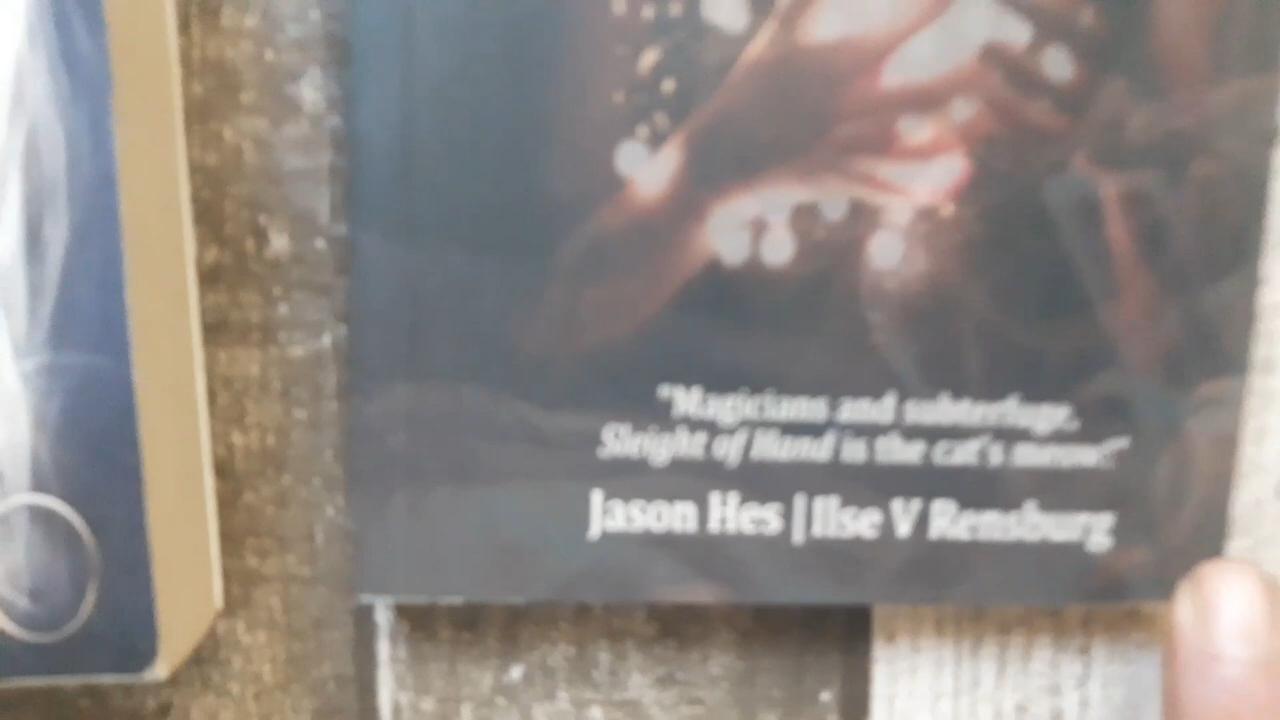 "Magicians and subterfuge,
Sleight of Hand is the cat's meow!"
Jason Hes | Ilse V Rensburg